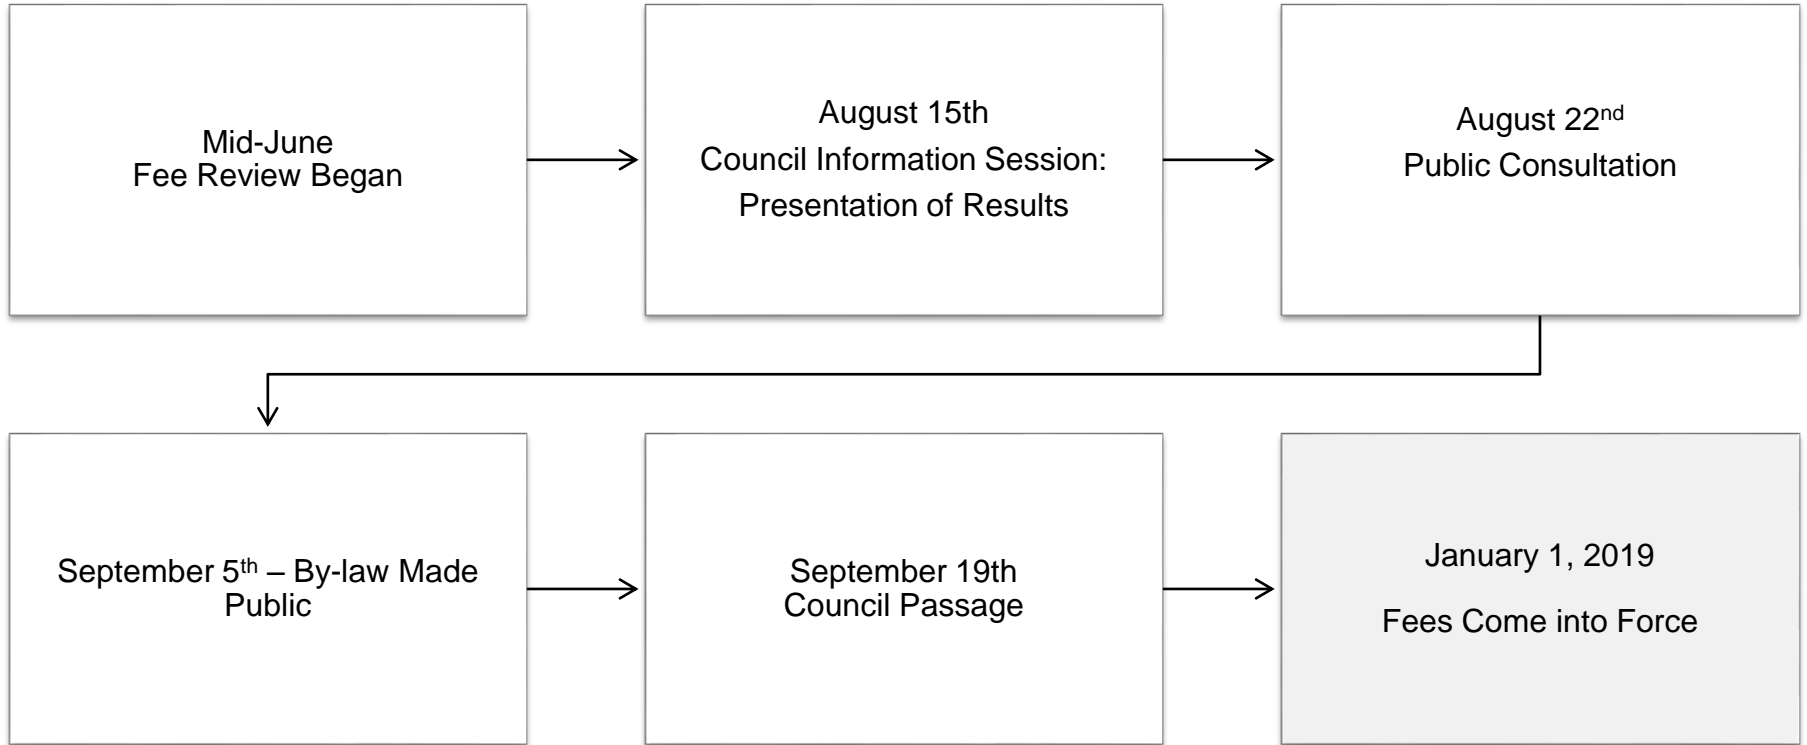 Mid-June
Fee Review Began
August 15th
Council Information Session:
Presentation of Results
August 22nd
Public Consultation
September 5th – By-law Made
Public
September 19th
Council Passage
January 1, 2019
Fees Come into Force